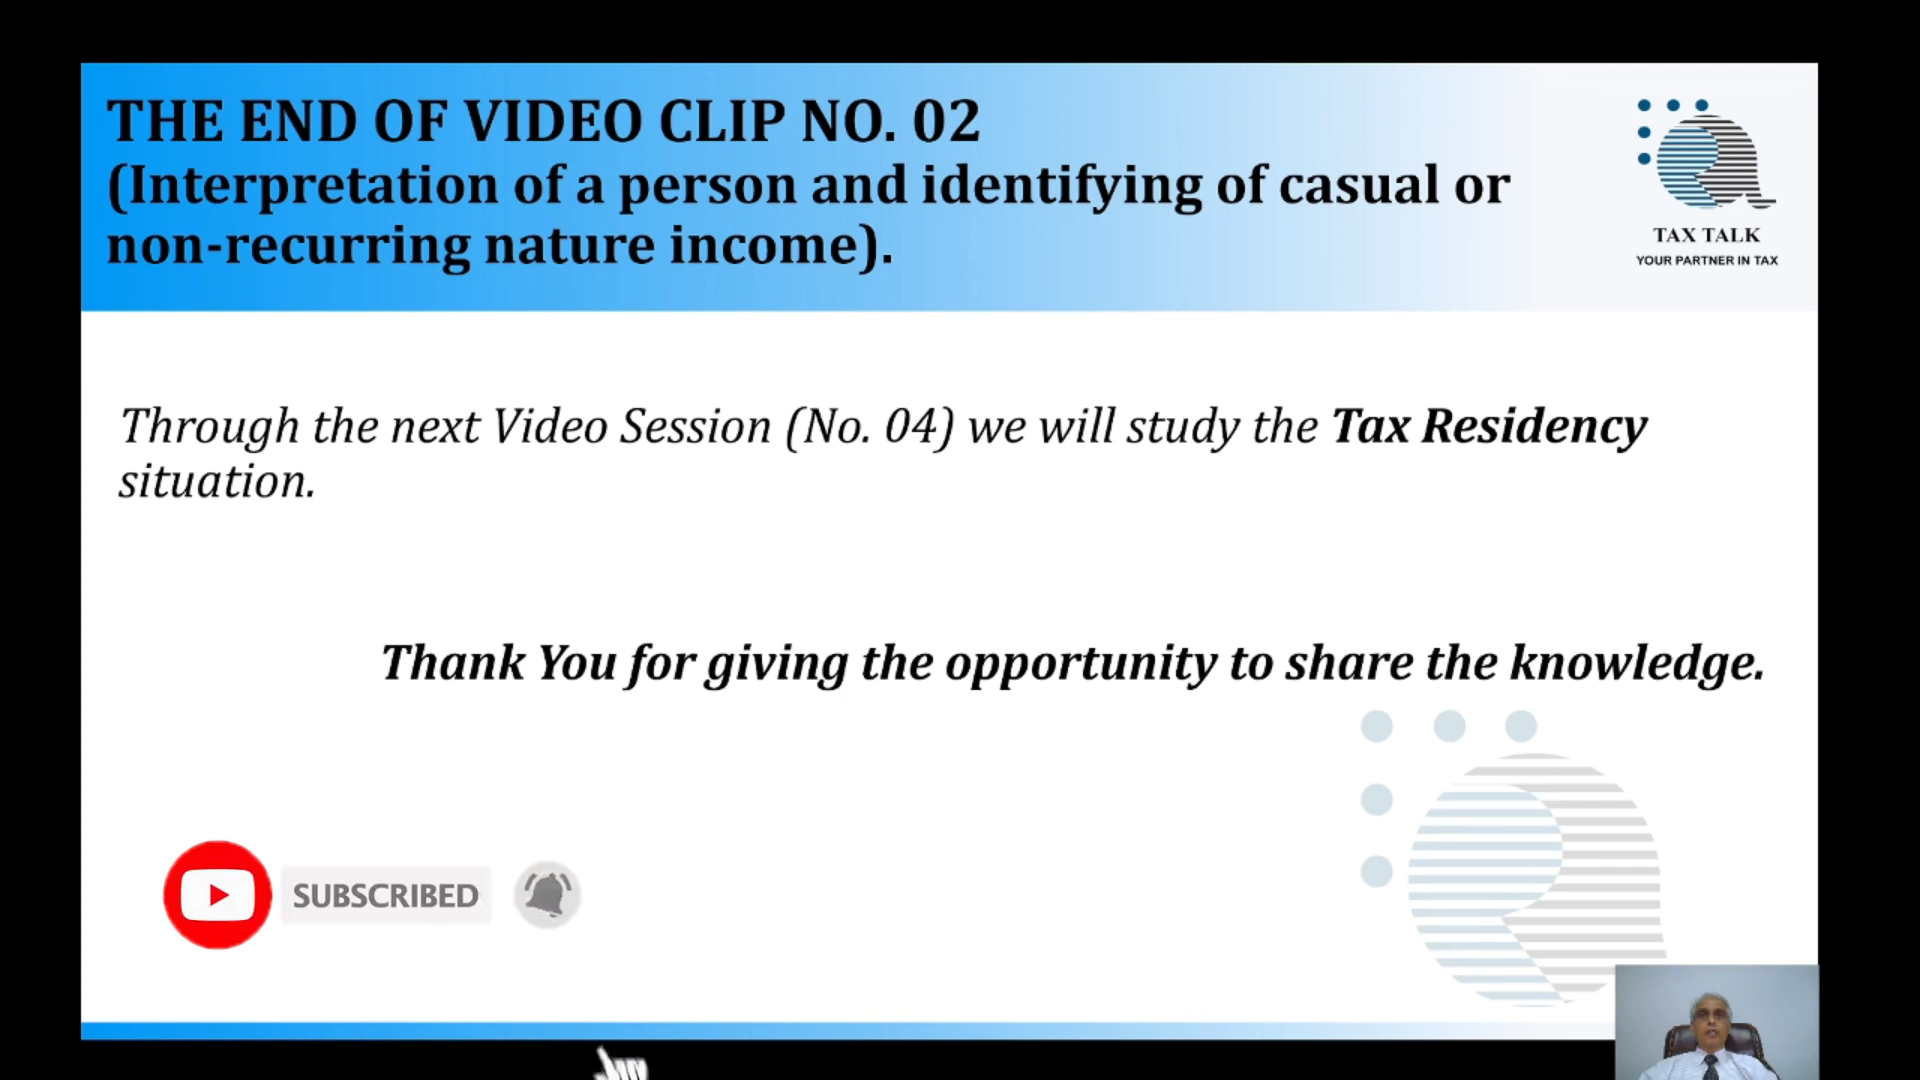 THE END OF VIDEO CLIP NO. 02
(Interpretation of a person and identifying of casual or
non-recurring nature income).
TAX TALK
YOUR PARTNER IN TAX
Through the next Video Session (No. 04) we will study the Tax Residency
situation.
Thank You for giving the opportunity to share the knowledge.
SUBSCRIBED